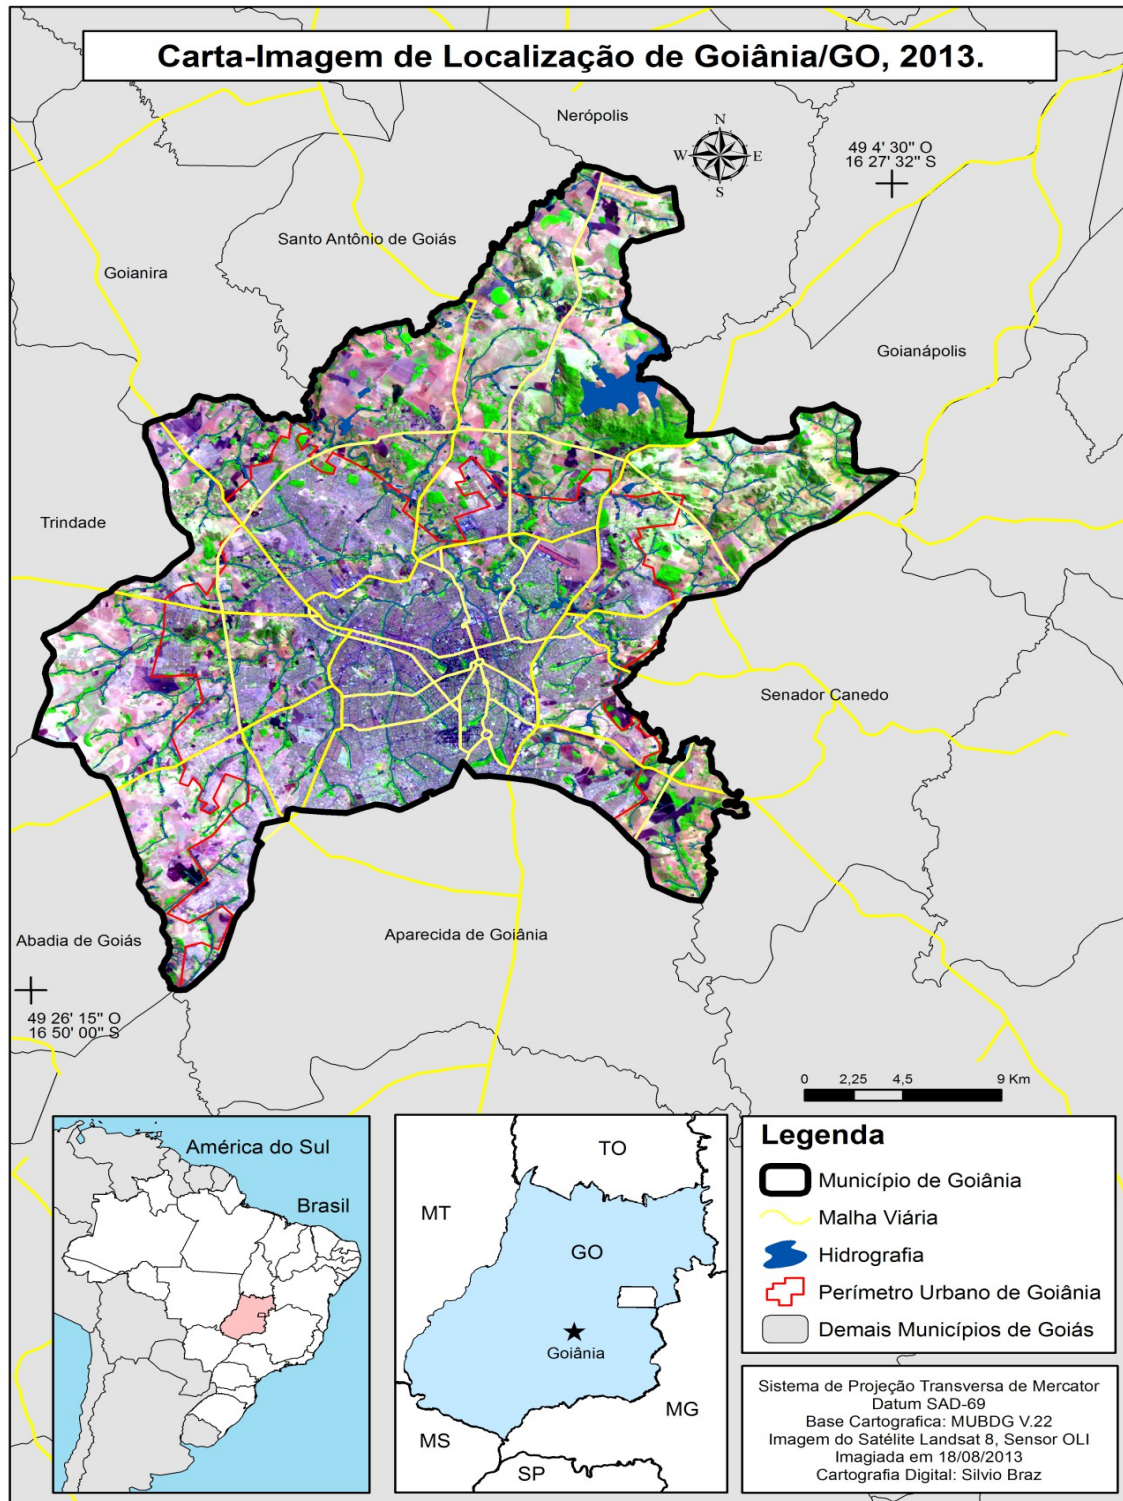 Carta-Imagem de Localização de Goiânia/GO, 2013.
Nerópolis
N
W E
S
49 4' 30" O
16 27' 32" S
Santo Antônio de Goiás
Goianira
Goianápolis
Trindade
Senador Canedo
Abadia de Goiás
Aparecida de Goiânia
49 26' 15" O
16 50' 00" S
0 2,25 4,5 9 Km
América do Sul
Brasil
TO
MT
GO
Goiânia
MG
MS
SP
Legenda
Município de Goiânia
Malha Viária
Hidrografia
Perímetro Urbano de Goiânia
Demais Municípios de Goiás
Sistema de Projeção Transversa de Mercator
Datum SAD-69
Base Cartografica: MUBDG V.22
Imagem do Satélite Landsat 8, Sensor OLI
Imagiada em 18/08/2013
Cartografia Digital: Silvio Braz